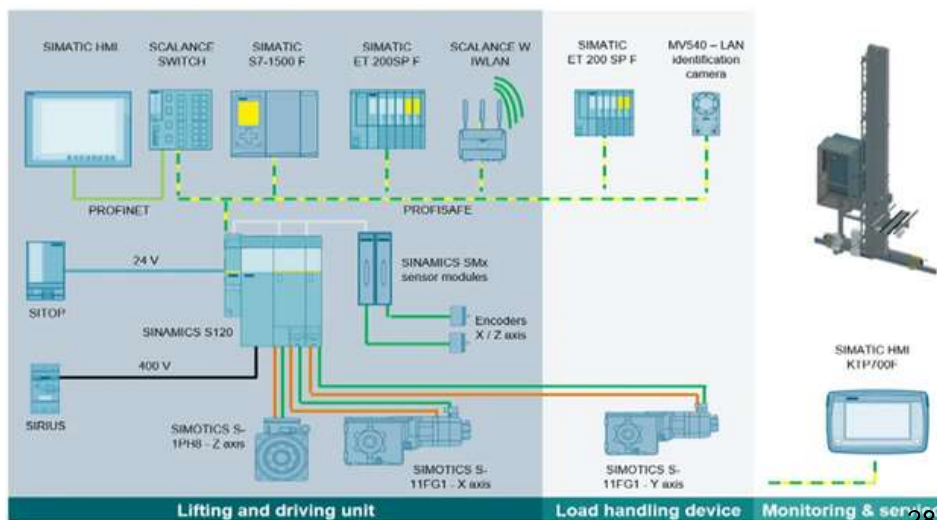 SIMATIC HMI
SCALANCE
SWITCH
SIMATIC
S7-1500 F
SIMATIC
ET 200SP F
SCALANCE W
IWLAN
SIMATIC
ET 200 SP F
MV540 – LAN
identification
camera
PROFINET
PROFISAFE
24 V
SITOP
SINAMICS S120
SINAMICS SMx
sensor modules
Encoders
X / Z axis
400 V
SIRIUS
SIMOTICS S-
1PH8 - Z axis
SIMOTICS S-
11FG1 - X axis
SIMOTICS S-
11FG1 - Y axis
SIMATIC HMI
KTP700F
Lifting and driving unit
Load handling device
Monitoring & servi
28